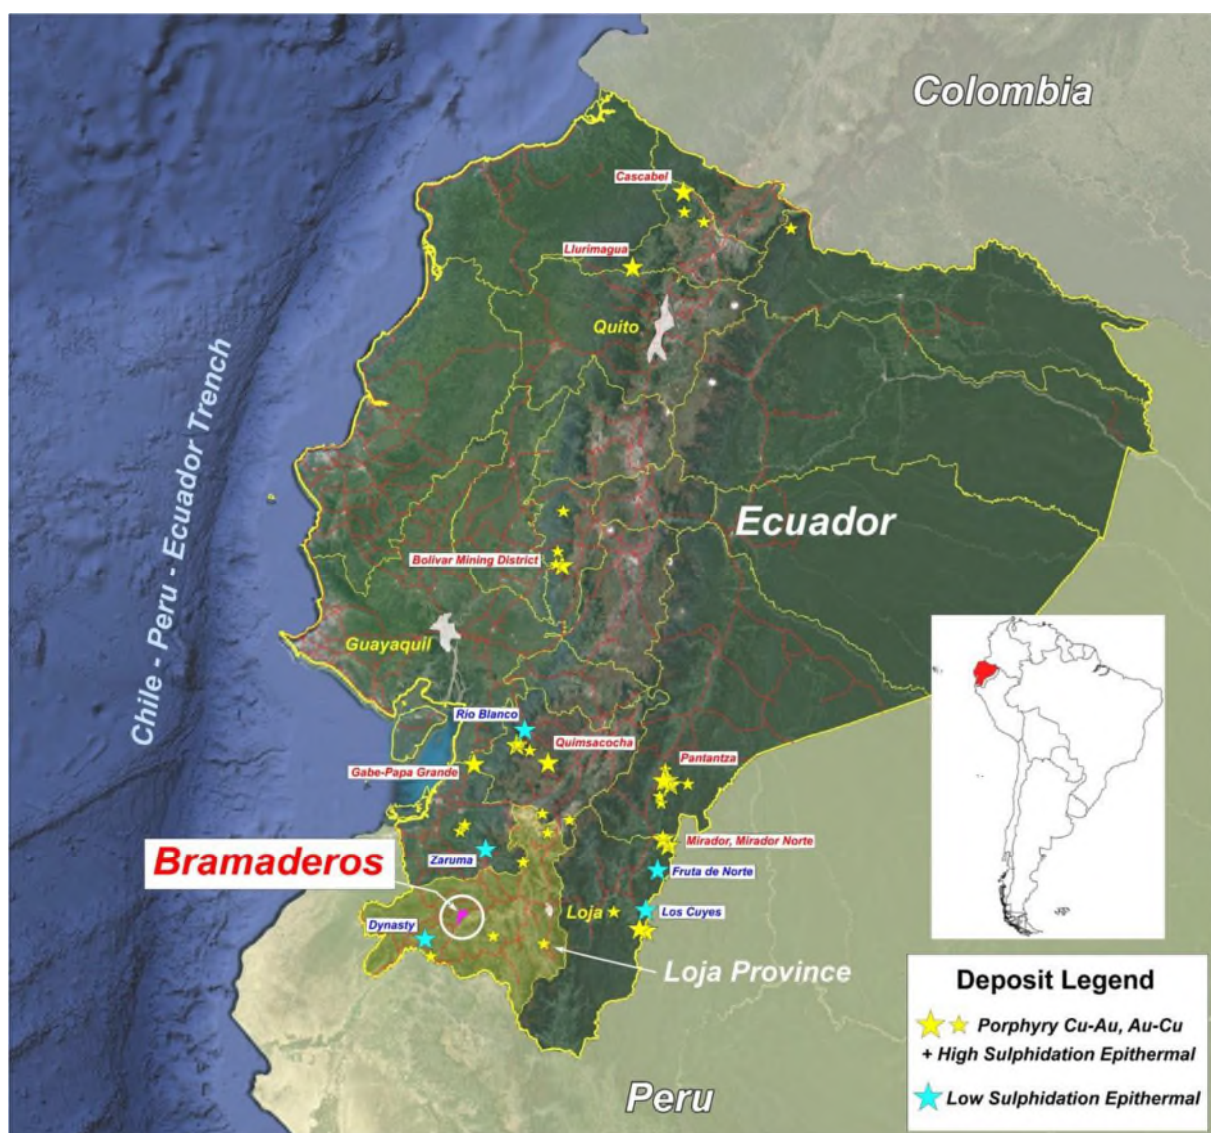 Colombia
Cascabel
Llurimagua
Quito
Chile - Peru - Ecuador Trench
Ecuador
Bolivar Mining District
Guayaquil
Rio Blanco
Quimsacocha
Gabe-Papa Grande
Pantantza
Bramaderos
Zaruma
Mirador, Mirador Norte
Fruta de Norte
Dynasty
Loja
Los Cuyes
Loja Province
Peru
Deposit Legend
Porphyry Cu-Au, Au-Cu
+ High Sulphidation Epithermal
Low Sulphidation Epithermal